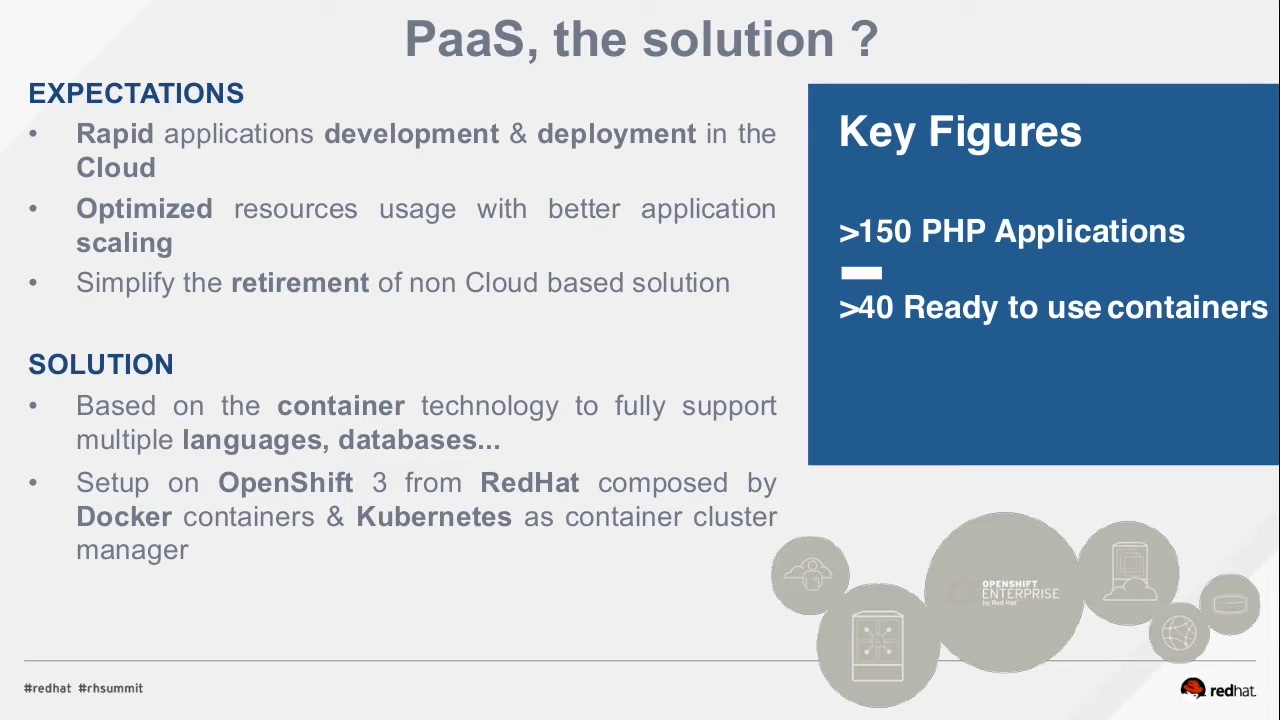 PaaS, the solution ?
EXPECTATIONS
• Rapid applications development & deployment in the
Cloud
• Optimized resources usage with better application
scaling
• Simplify the retirement of non Cloud based solution
SOLUTION
• Based on the container technology to fully support
multiple languages, databases...
• Setup on OpenShift 3 from RedHat composed by
Docker containers & Kubernetes as container cluster
manager
Key Figures
>150 PHP Applications
>40 Ready to use containers
OPENSHIFT
ENTERPRISE
by Red Hat
#redhat #rhsummit
redhat.